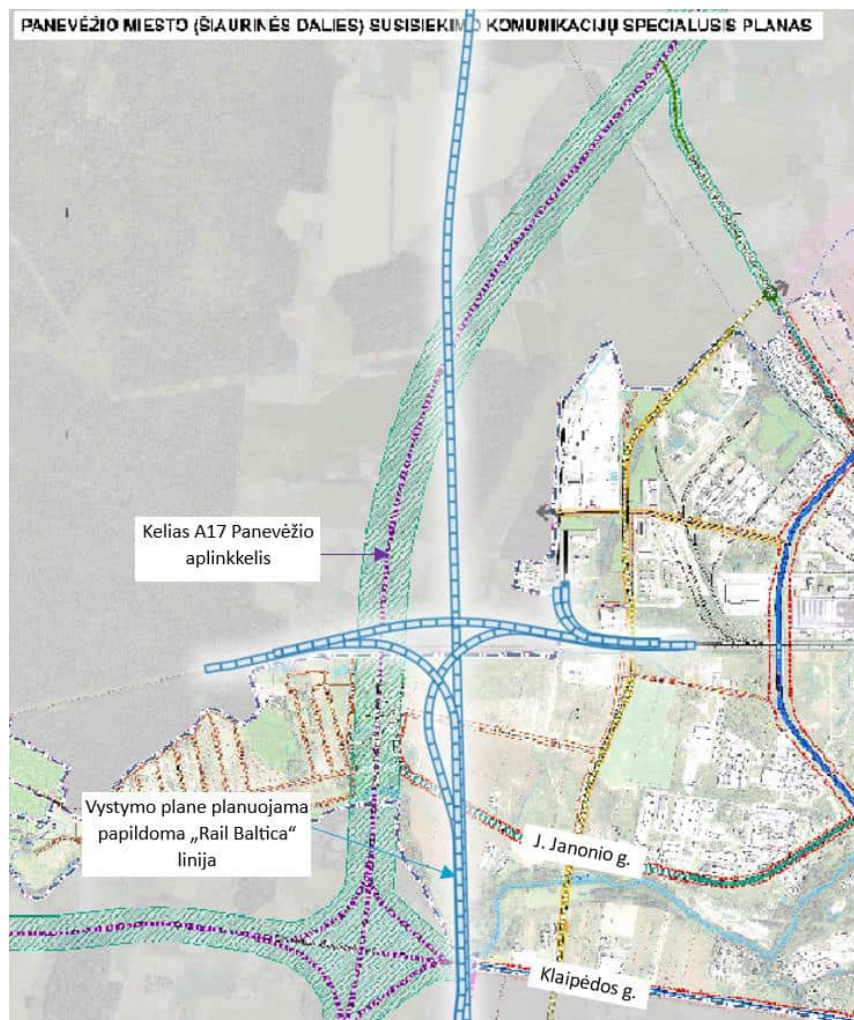 PANEVĖŽIO MIESTO (ŠIAURINĖS DALIES) SUSISIEKIMO KOMUNIKACIJŲ SPECIALUSIS PLANAS
Kelias A17 Panevėžio
aplinkkelis
Vystymo plane planuojama
papildoma „Rail Baltica“
linija
J. Janonio g.
Klaipėdos g.